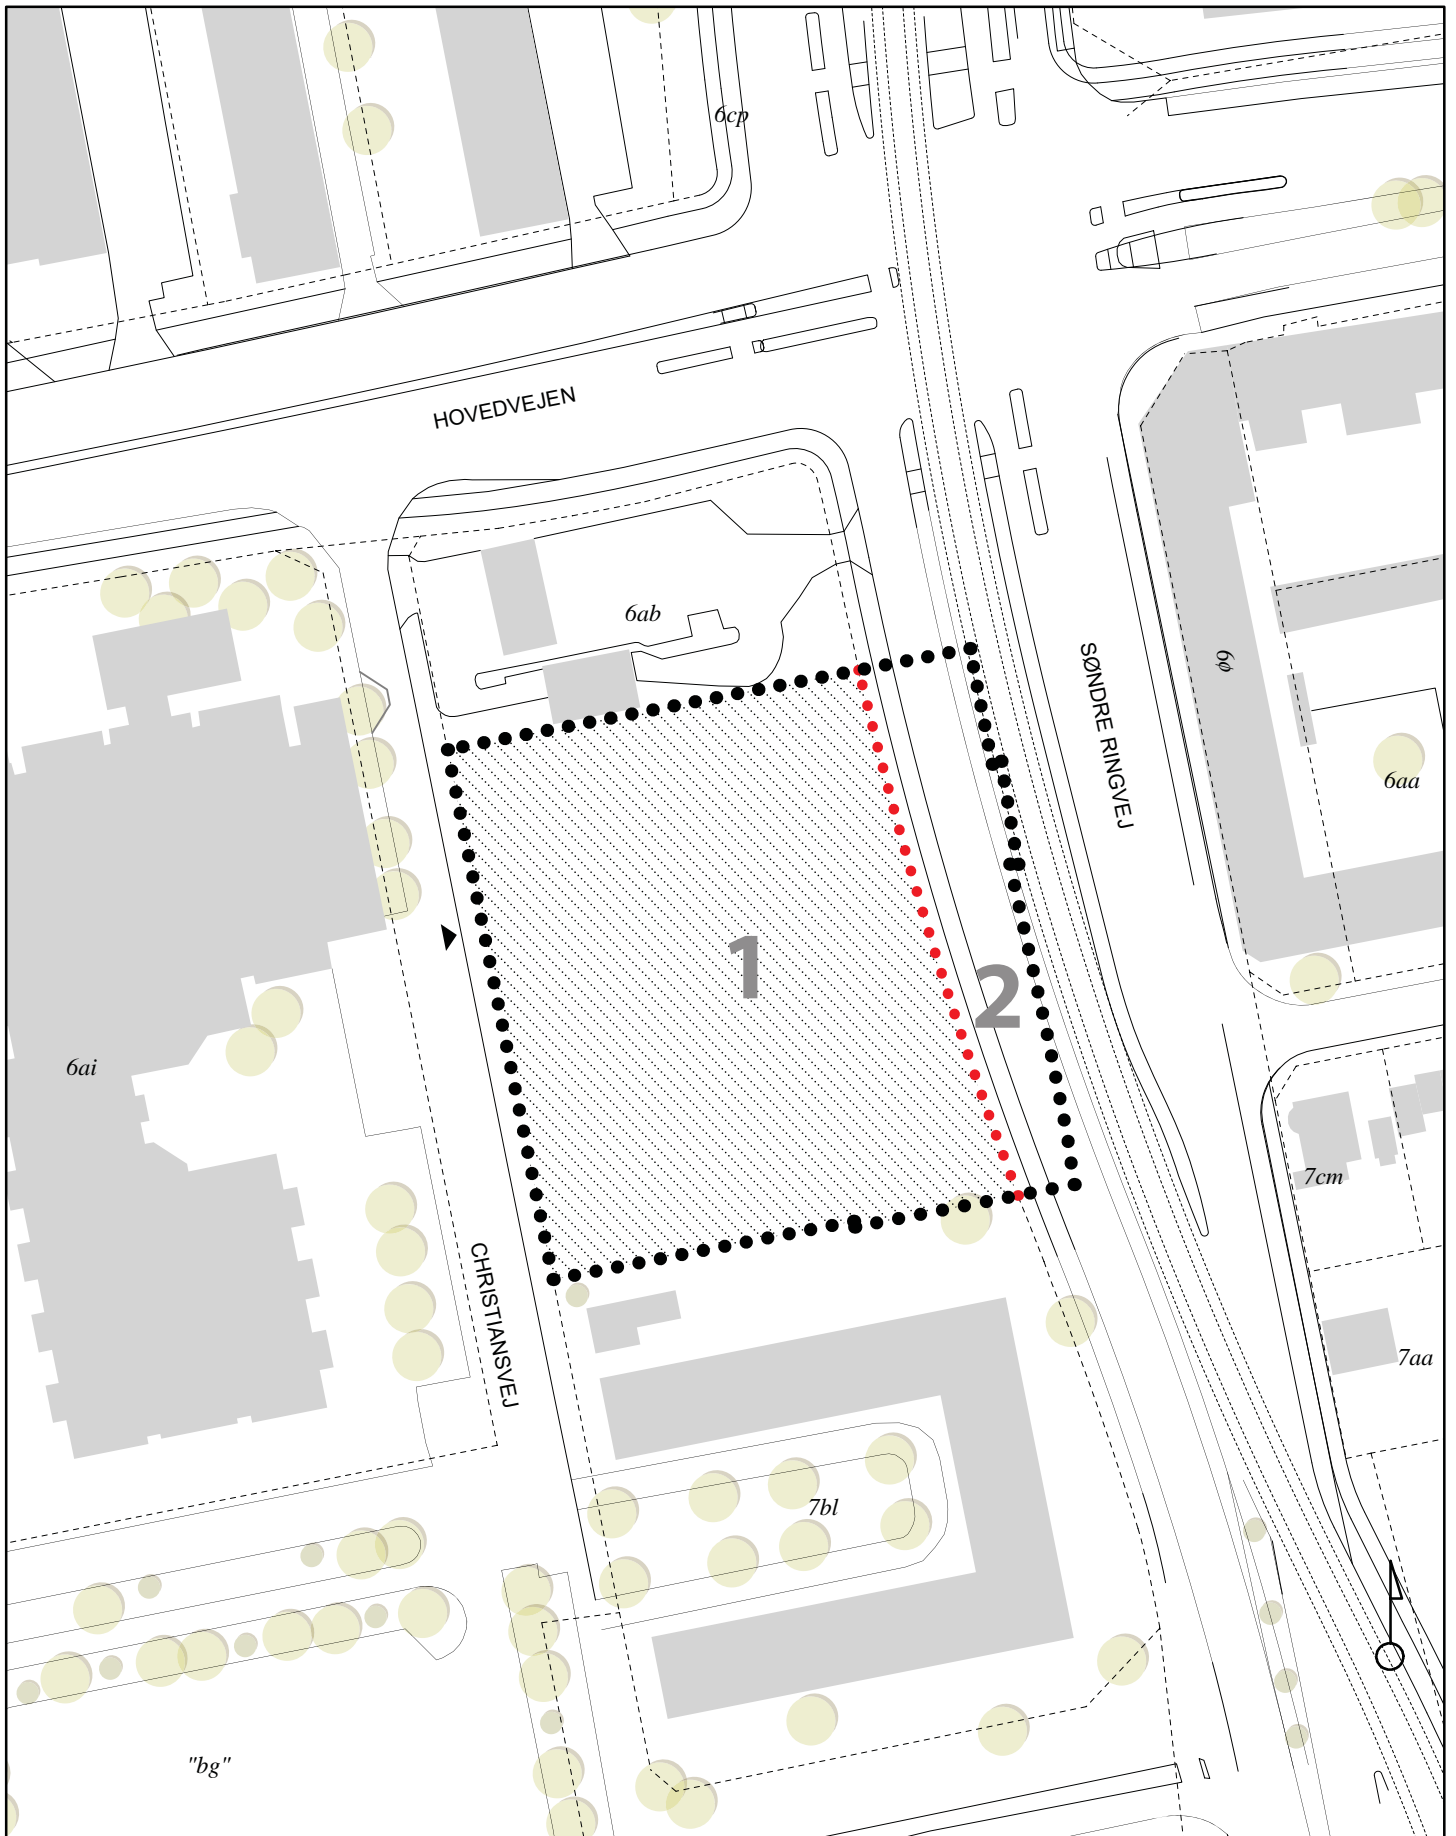 6cp
HOVEDVEJEN
6ab
SØNDRE RINGVEJ
6ø
6aa
1
2
6ai
7cm
CHRISTIANSVEJ
7aa
7bl
"bg"